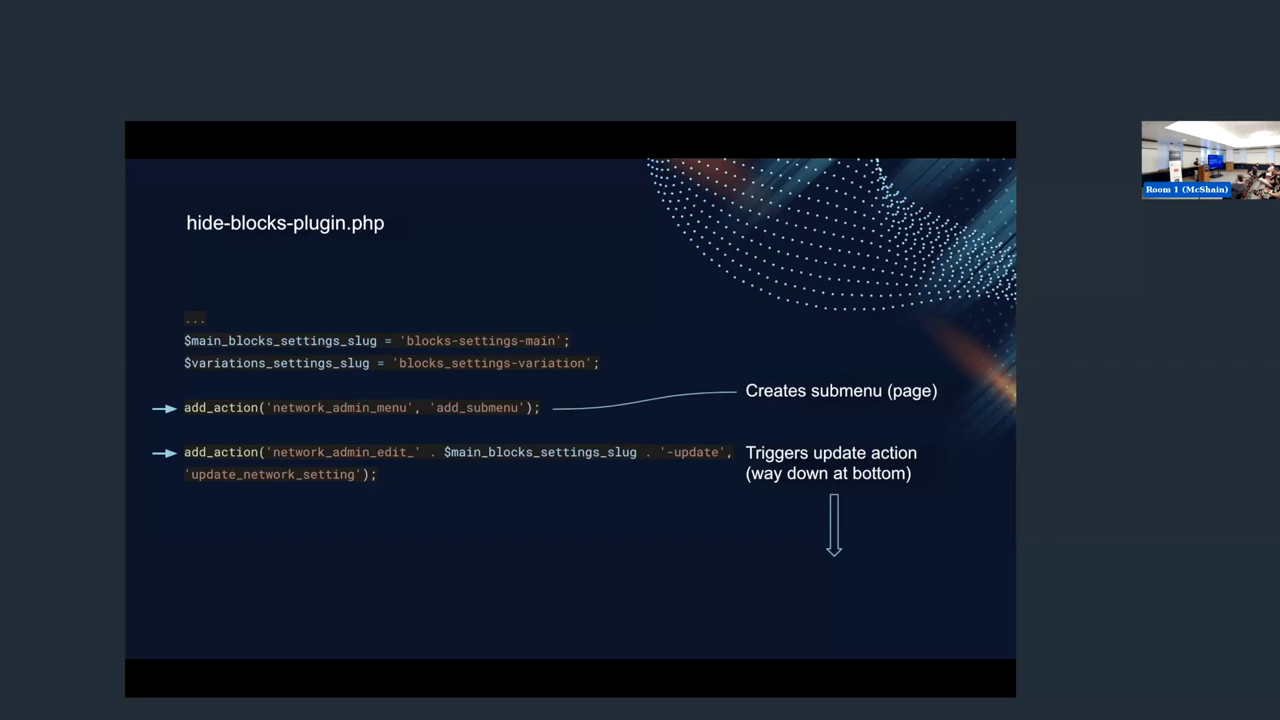 hide-blocks-plugin.php
...
$main_blocks_settings_slug = 'blocks-settings-main';
$variations_settings_slug = 'blocks_settings-variation';
add_action('network_admin_menu', 'add_submenu');
Creates submenu (page)
add_action('network_admin_edit_' . $main_blocks_settings_slug . '-update',
'update_network_setting');
Triggers update action
(way down at bottom)
Room 1 (McShain)